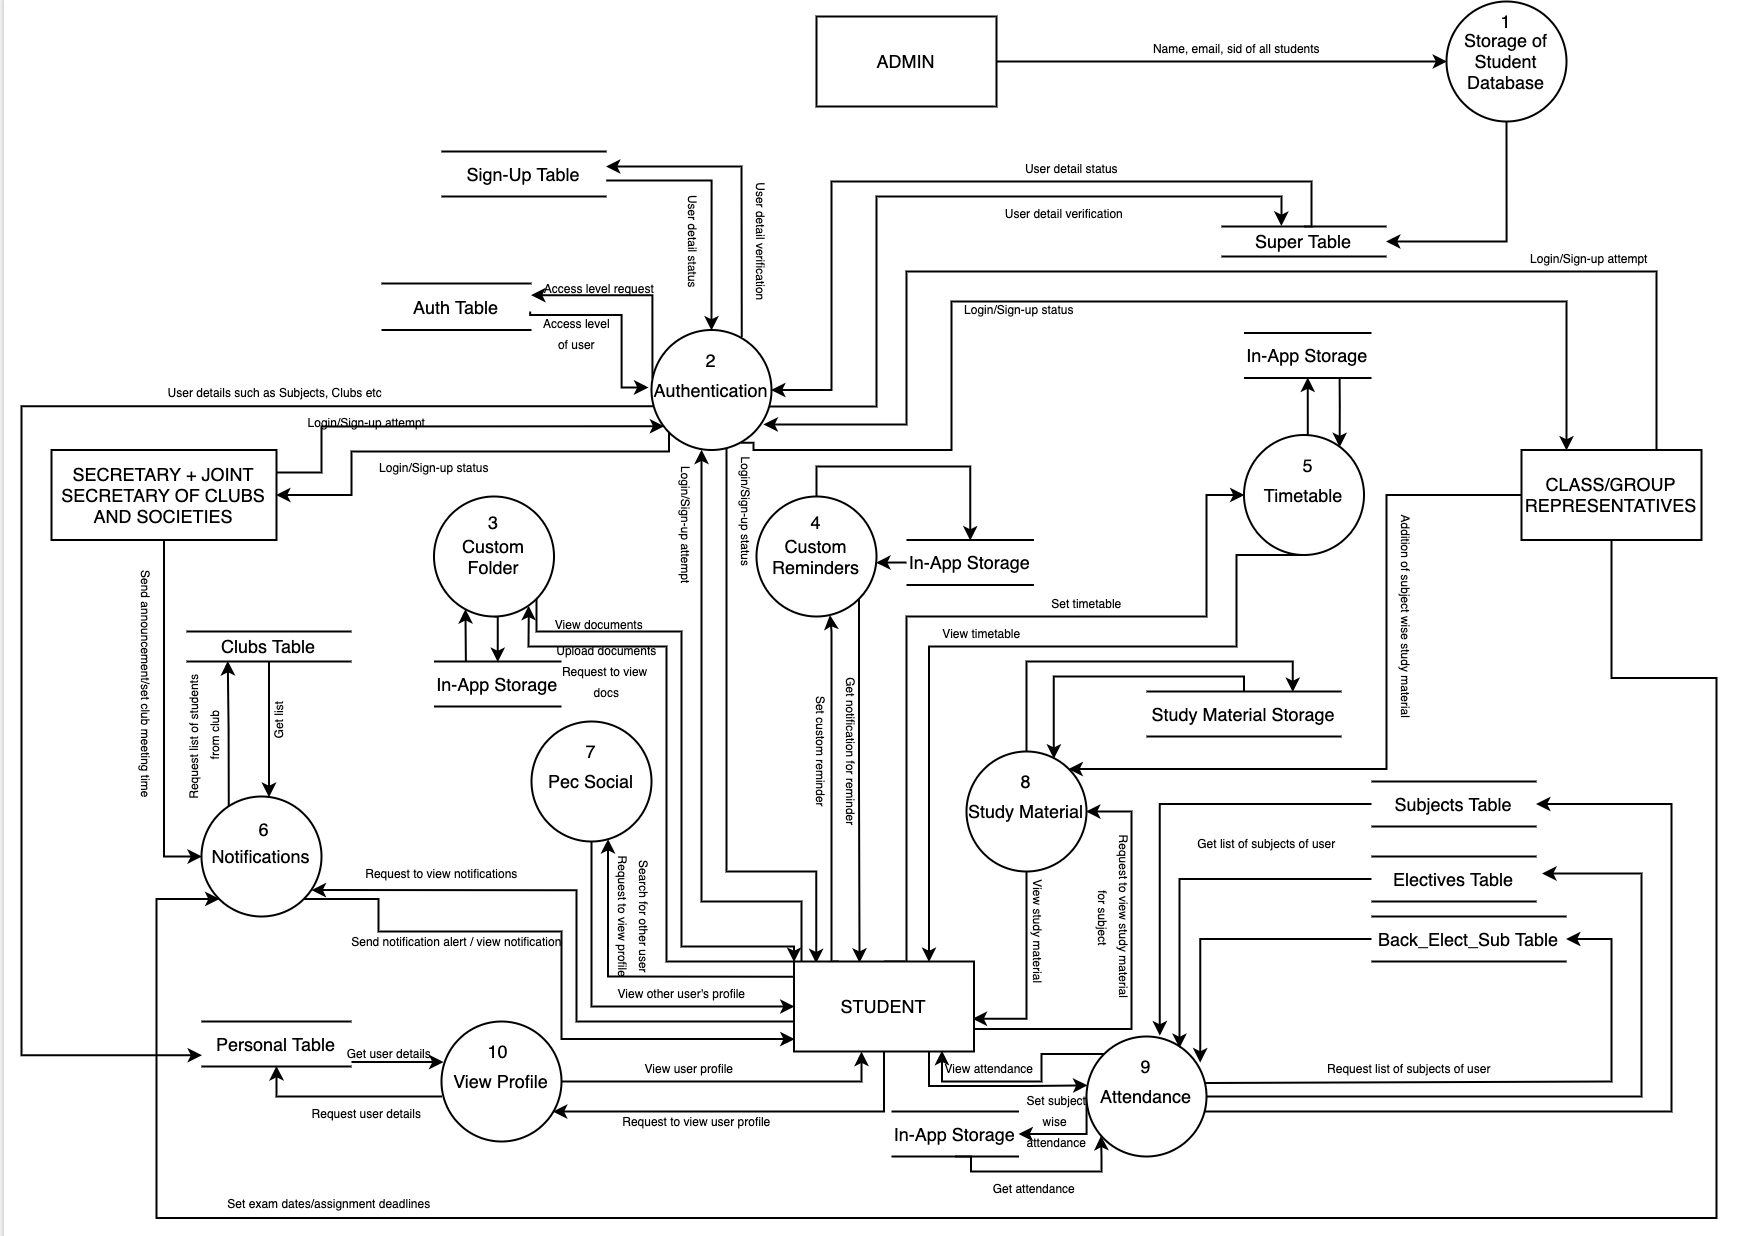 1
Storage of
Student
Database
ADMIN
Name, email, sid of all students
Sign-Up Table
User detail status
User detail verification
User detail status
User detail verification
Super Table
Login/Sign-up attempt
Auth Table
Access level request
Access level
of user
Login/Sign-up status
2
Authentication
In-App Storage
User details such as Subjects, Clubs etc
Login/Sign-up attempt
Login/Sign-up status
SECRETARY + JOINT
SECRETARY OF CLUBS
AND SOCIETIES
5
Timetable
CLASS/GROUP
REPRESENTATIVES
Login/Sign-up attempt
Login/Sign-up status
3
Custom
Folder
4
Custom
Reminders
In-App Storage
Addition of subject wise study material
Send announcement/set club meeting time
Set timetable
View timetable
View documents
Upload documents
Request to view
docs
In-App Storage
Clubs Table
Request list of students
from club
Get list
Set custom reminder
Get notification for reminder
Study Material Storage
7
Pec Social
8
Study Material
Subjects Table
Get list of subjects of user
Electives Table
Back_Elect_Sub Table
6
Notifications
Request to view notifications
Send notification alert / view notification
Request to view profile
Search for other user
View other user's profile
View study material
Request to view study material
for subject
STUDENT
Personal Table
Get user details
Request user details
10
View Profile
View user profile
Request to view user profile
View attendance
Set subject
wise
attendance
9
Attendance
Request list of subjects of user
In-App Storage
Get attendance
Set exam dates/assignment deadlines